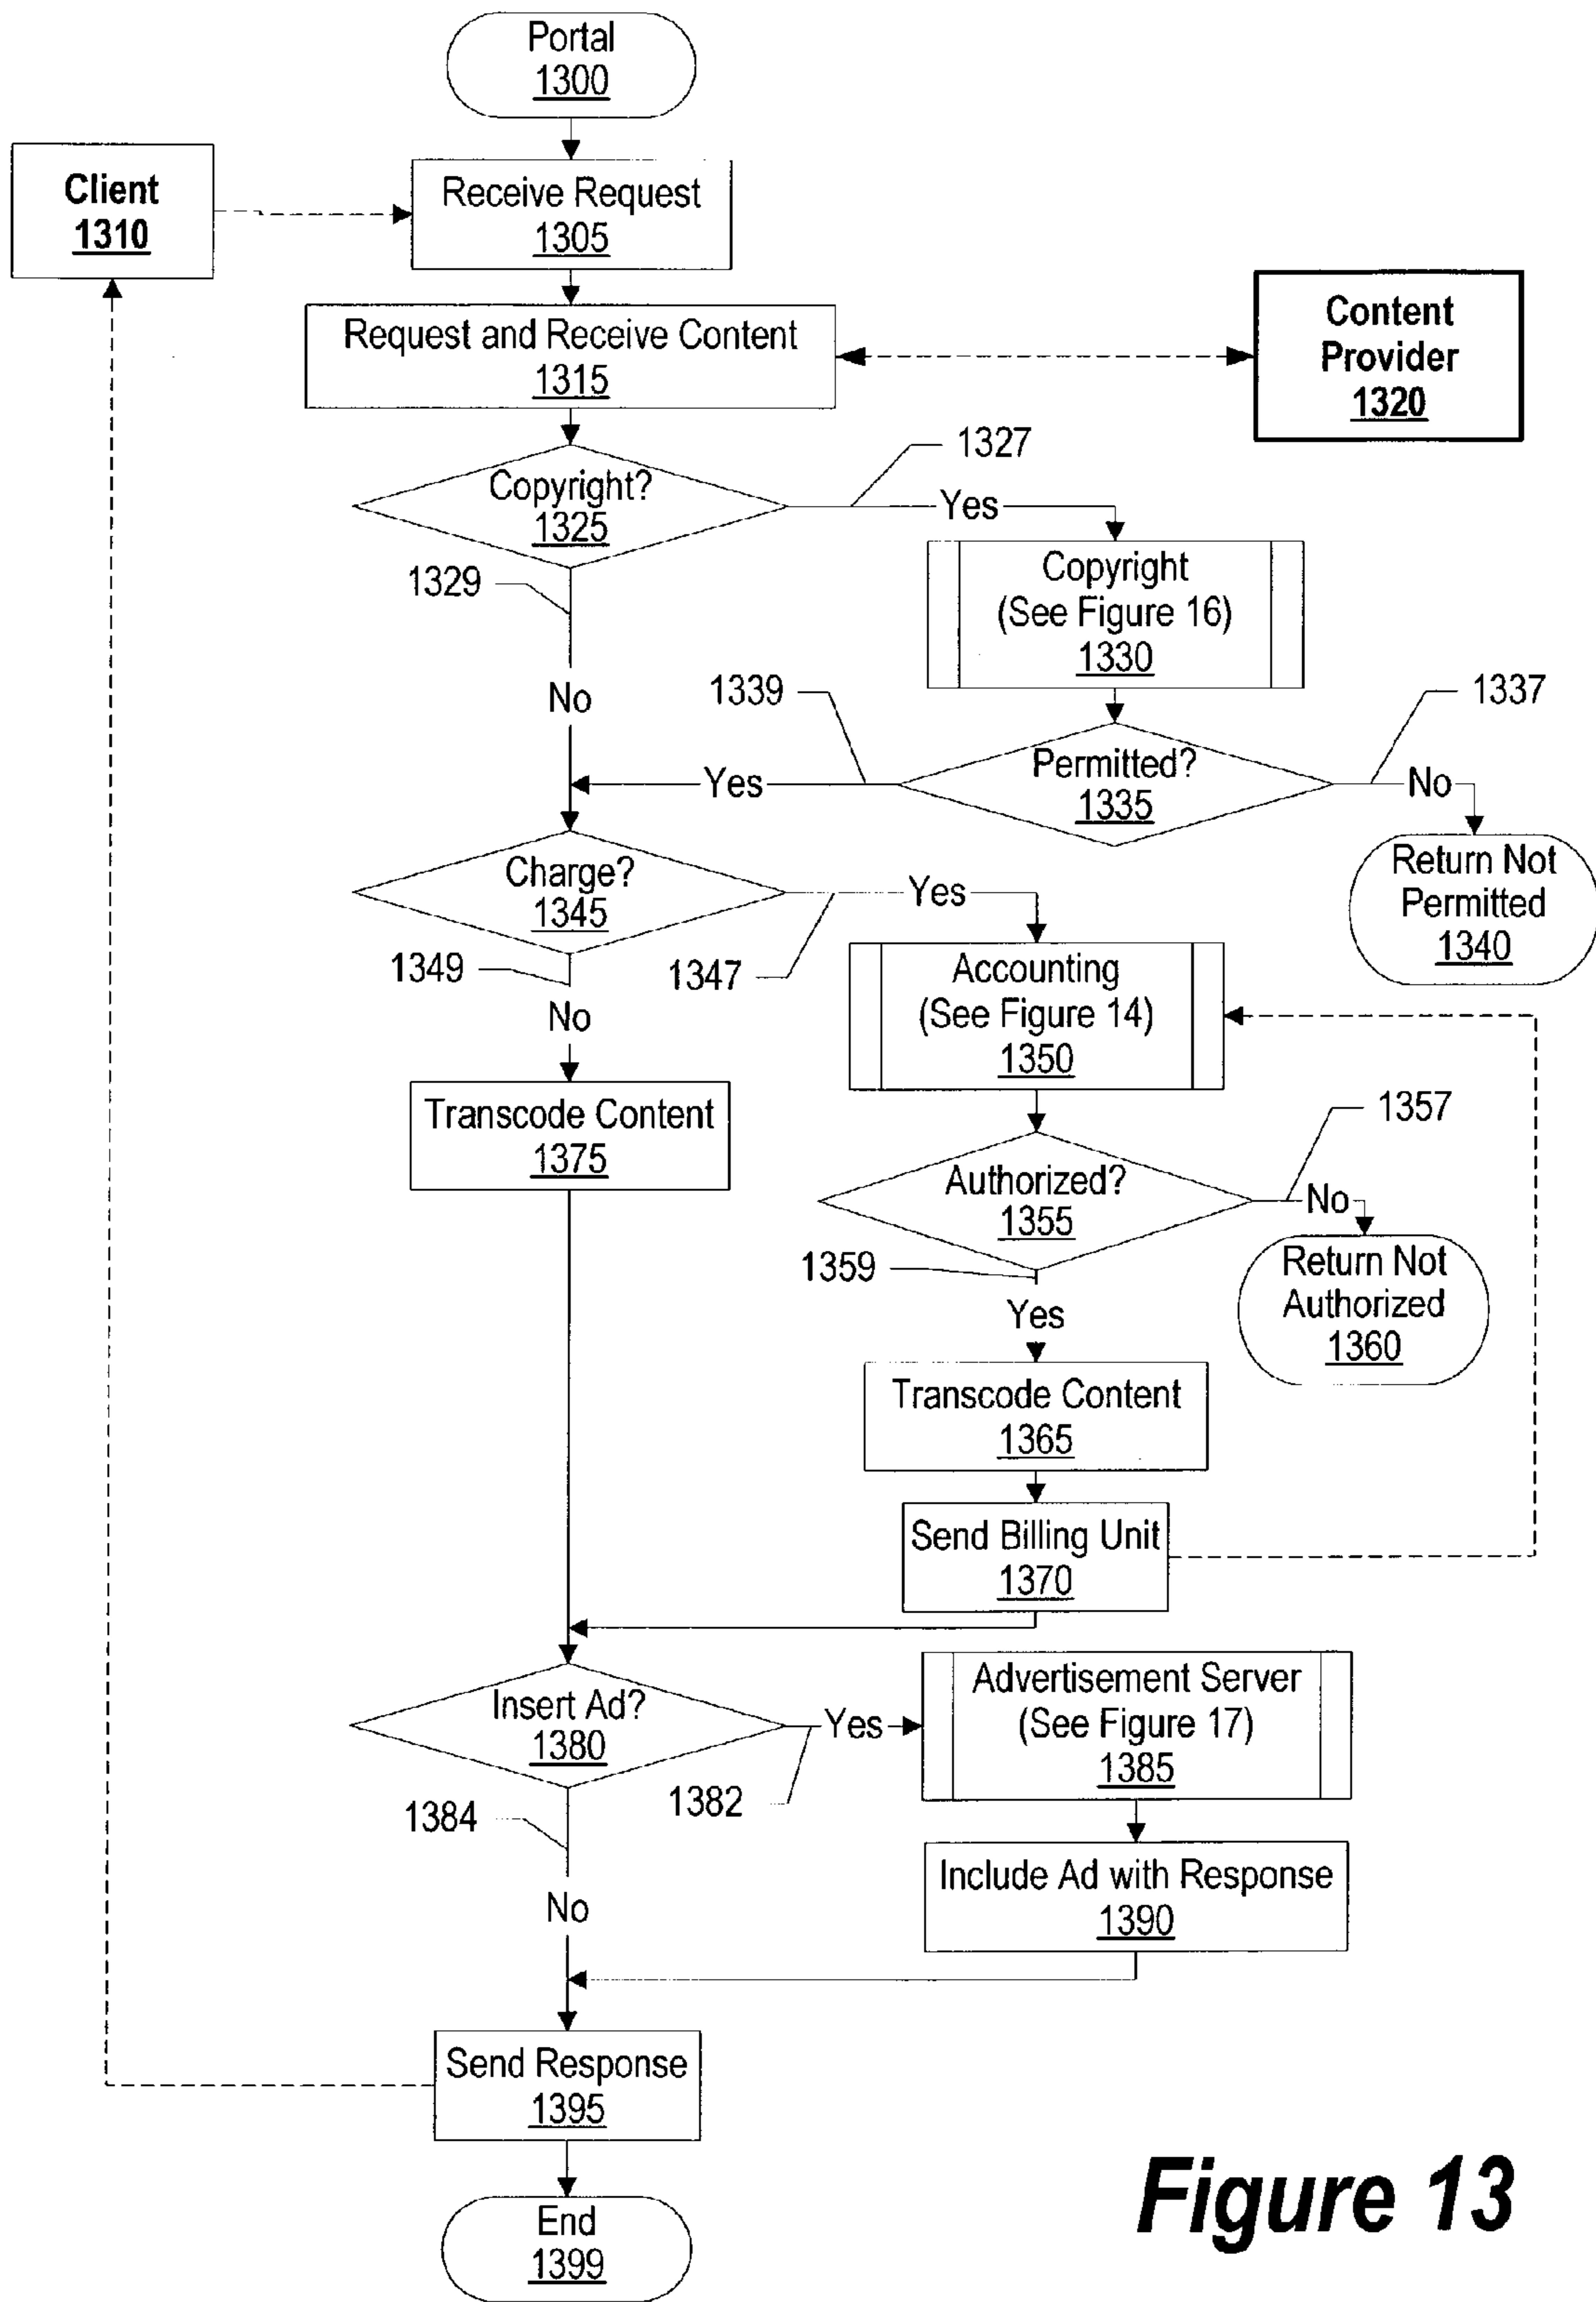 Portal
1300
Client
1310
Receive Request
1305
Request and Receive Content
1315
Content
Provider
1320
1327
Copyright?
1325
Yes
1329
Copyright
(See Figure 16)
1330
No
1339
1337
Permitted?
1335
Yes
No
Return Not
Permitted
1340
Charge?
1345
Yes
1349
1347
No
Accounting
(See Figure 14)
1350
Transcode Content
1375
1357
Authorized?
1355
No
1359
Return Not
Authorized
1360
Yes
Transcode Content
1365
Send Billing Unit
1370
Insert Ad?
1380
Yes
Advertisement Server
(See Figure 17)
1385
1384
1382
No
Include Ad with Response
1390
Send Response
1395
End
1399
Figure 13